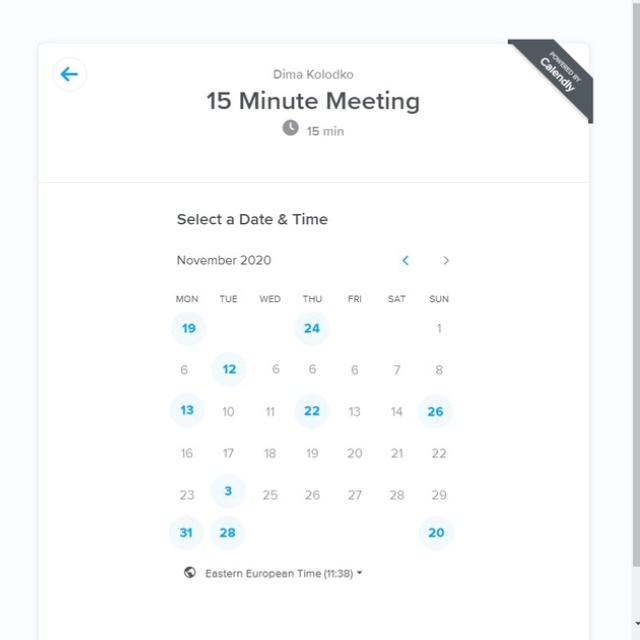 POWERED BY
Calendly
Dima Kolodko
15 Minute Meeting
15 min
Select a Date & Time
November 2020
MON TUE WED THU FRI SAT SUN
19 24 1
6 12 6 6 6 7 8
13 10 11 22 13 14 26
16 17 18 19 20 21 22
23 3 25 26 27 28 29
31 28 20
Eastern European Time (11:38)